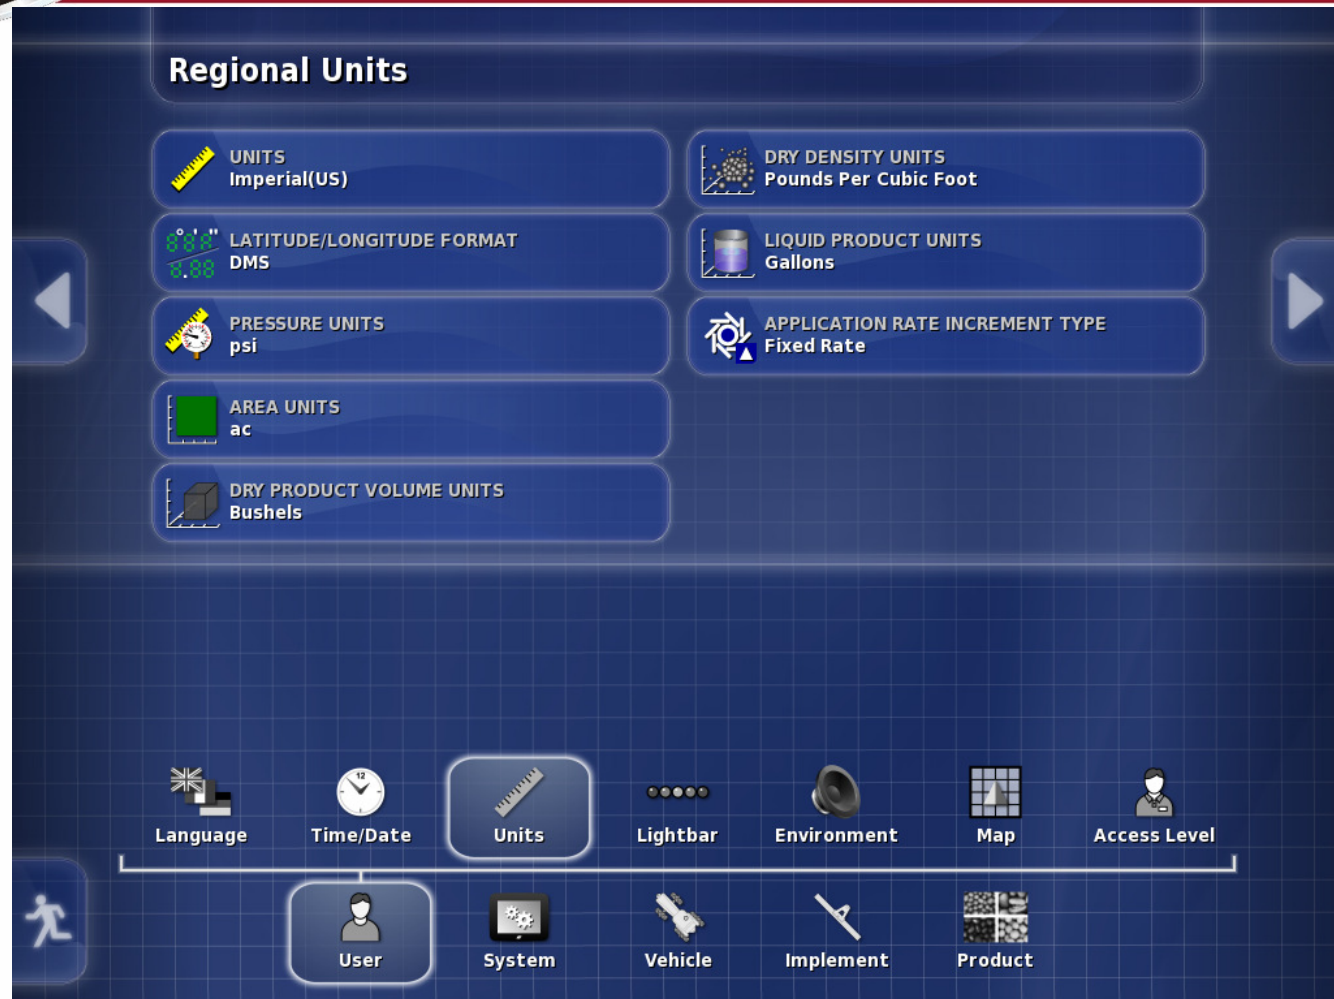 Regional Units
UNITS
Imperial(US)
DRY DENSITY UNITS
Pounds Per Cubic Foot
LATITUDE/LONGITUDE FORMAT
DMS
LIQUID PRODUCT UNITS
Gallons
PRESSURE UNITS
psi
APPLICATION RATE INCREMENT TYPE
Fixed Rate
AREA UNITS
ac
DRY PRODUCT VOLUME UNITS
Bushels
12
Language
Time/Date
Units
Lightbar
Environment
Map
Access Level
User
System
Vehicle
Implement
Product